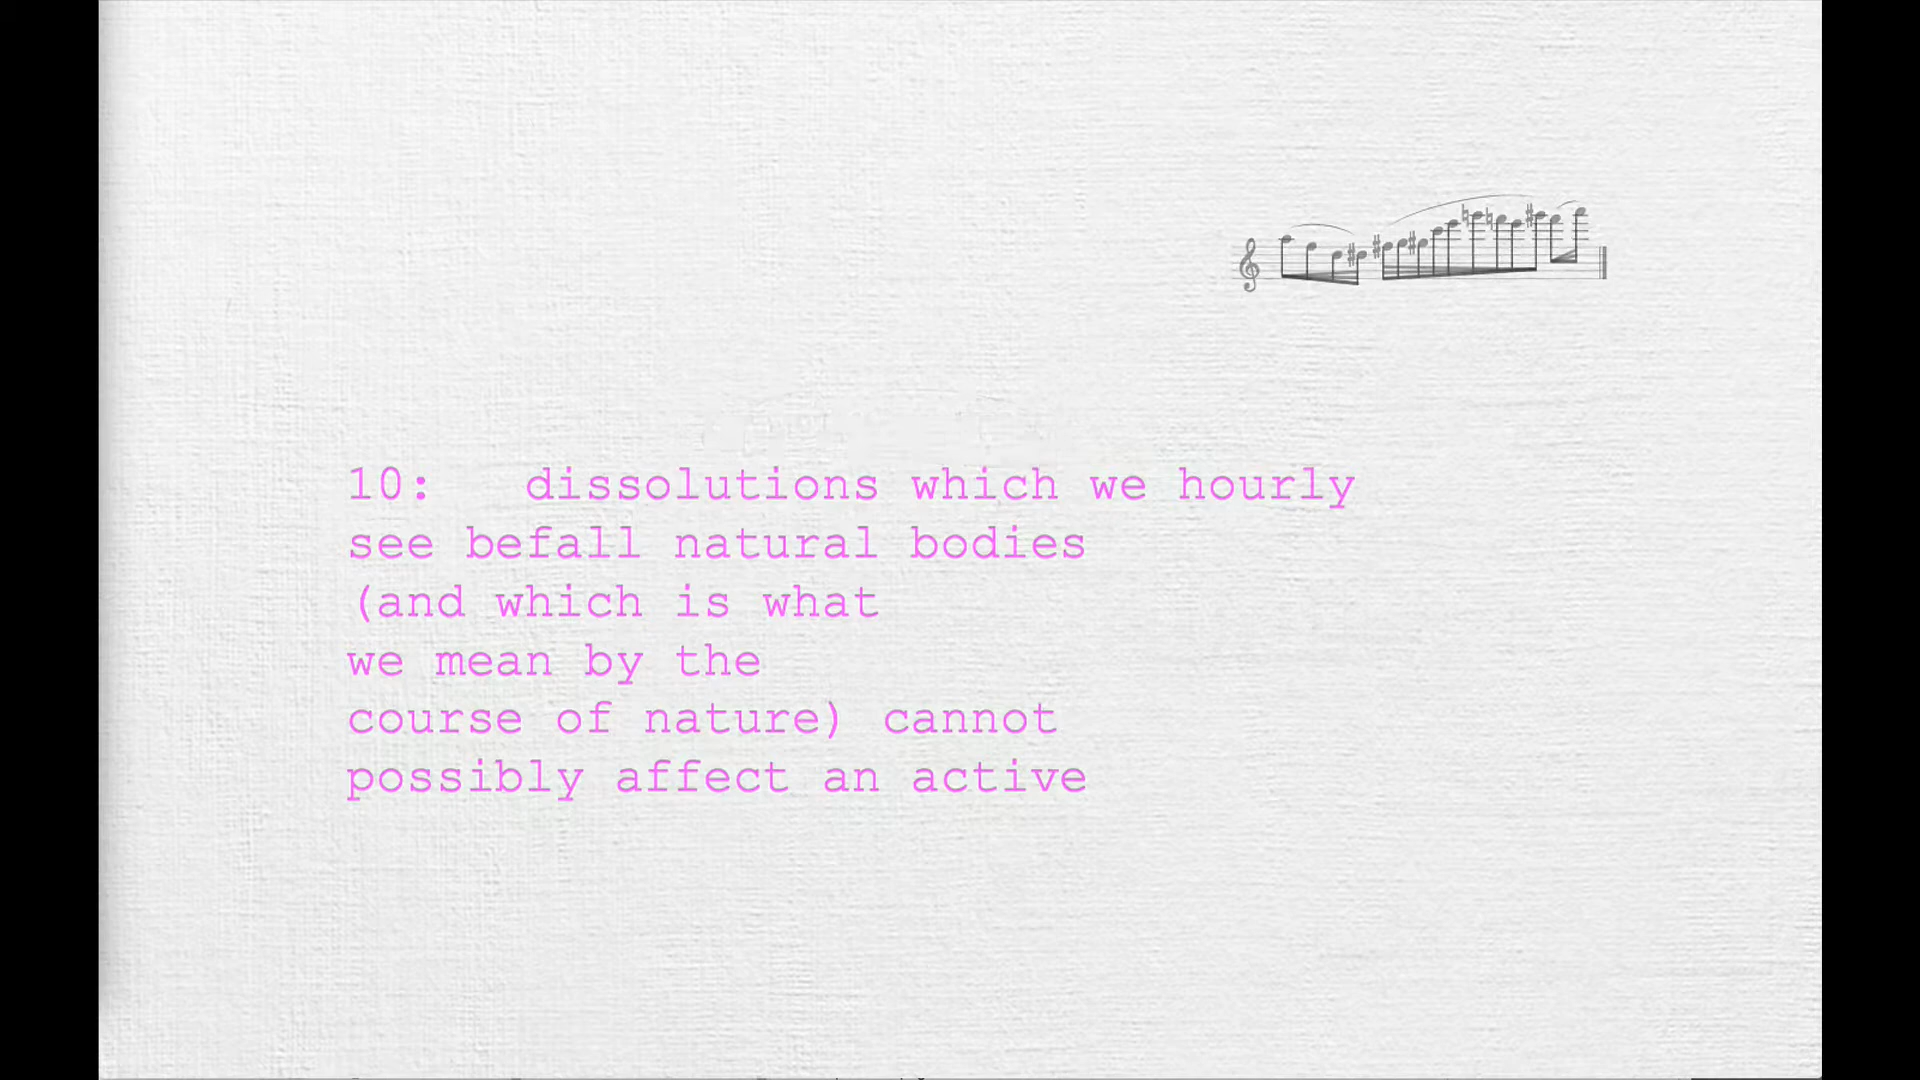 10:   dissolutions which we hourly
see befall natural bodies
(and which is what
we mean by the
course of nature) cannot
possibly affect an active